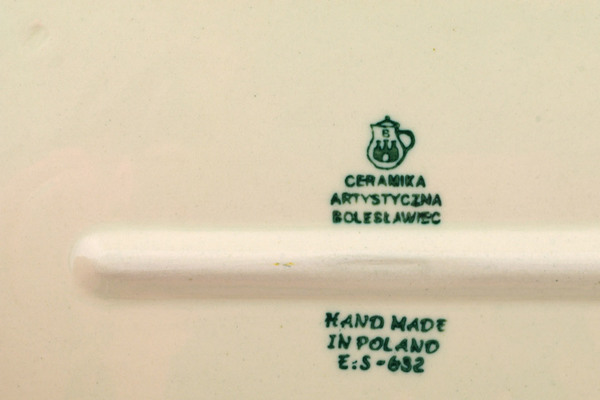 B
CERAMIKA
ARTYSTYCZNA
BOLESŁAWIEC
HAND MADE
IN POLAND
E:S-632